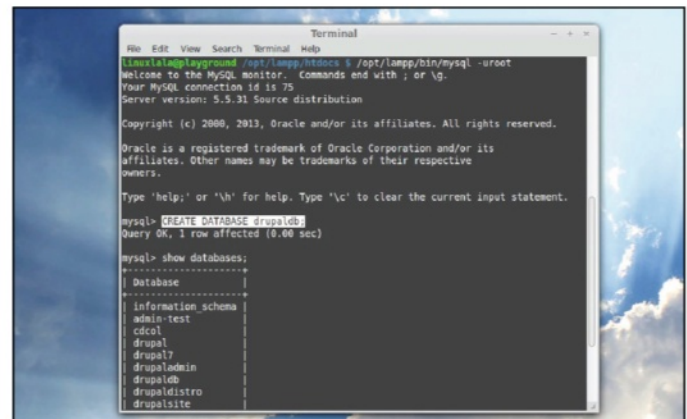 Terminal
File Edit View Search Terminal Help
linuxlala@playground /opt/lampp/htdocs $ /opt/lampp/bin/mysql -uroot
Welcome to the MySQL monitor. Commands end with ; or \g.
Your MySQL connection id is 75
Server version: 5.5.31 Source distribution
Copyright (c) 2000, 2013, Oracle and/or its affiliates. All rights reserved.
Oracle is a registered trademark of Oracle Corporation and/or its
affiliates. Other names may be trademarks of their respective
owners.
Type 'help;' or '\h' for help. Type '\c' to clear the current input statement.
mysql> CREATE DATABASE drupaldb;
Query OK, 1 row affected (0.00 sec)
mysql> show databases;
+--------------------+
| Database |
+--------------------+
| information_schema |
| admin-test |
| cdcol |
| drupal |
| drupal7 |
| drupaladmin |
| drupaldb |
| drupaldistro |
| drupalsite |